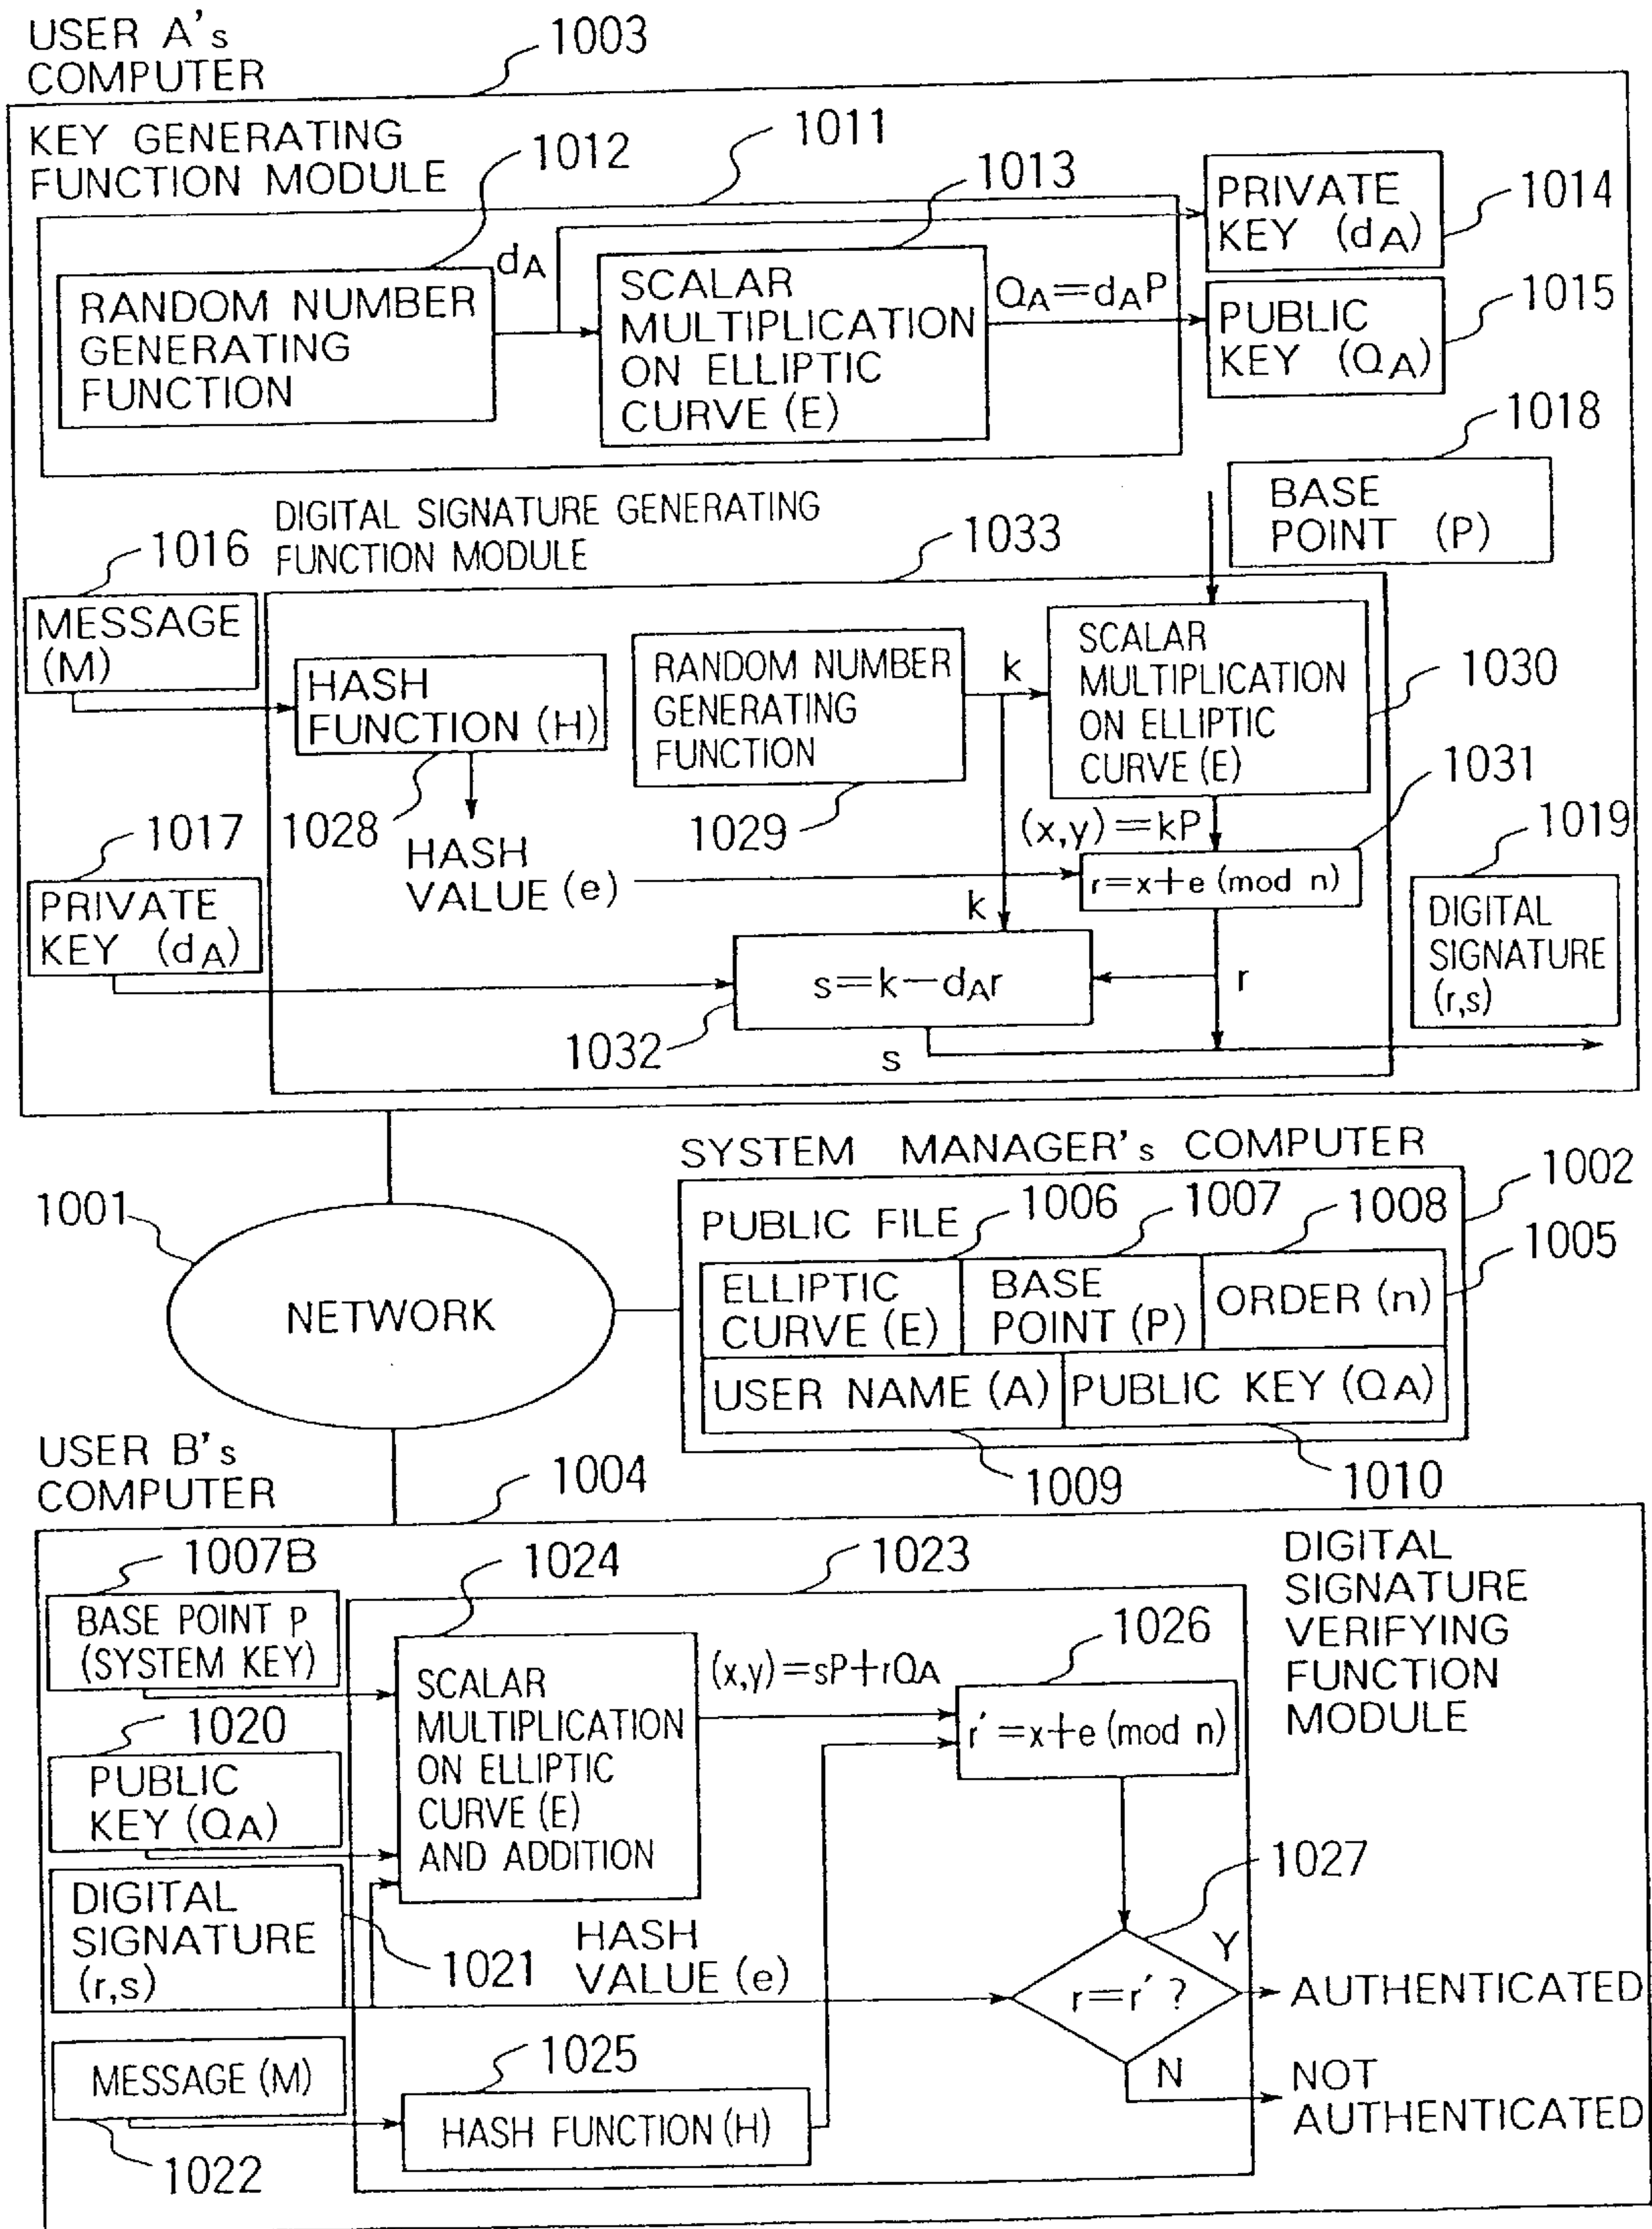 USER A's
COMPUTER
1003
KEY GENERATING
FUNCTION MODULE
1012
1011
1013
PRIVATE
KEY (dA)
1014
RANDOM NUMBER
GENERATING
FUNCTION
dA
SCALAR
MULTIPLICATION
ON ELLIPTIC
CURVE (E)
QA=dAP
PUBLIC
KEY (QA)
1015
1018
BASE
POINT (P)
DIGITAL SIGNATURE GENERATING
FUNCTION MODULE
1033
1016
MESSAGE
(M)
HASH
FUNCTION (H)
1028
HASH
VALUE (e)
RANDOM NUMBER
GENERATING
FUNCTION
1029
k
SCALAR
MULTIPLICATION
ON ELLIPTIC
CURVE (E)
1030
1031
(x,y)=kP
r=x+e (mod n)
1017
PRIVATE
KEY (dA)
k
s=k-dAr
1032
r
s
1019
DIGITAL
SIGNATURE
(r,s)
1001
NETWORK
SYSTEM MANAGER's COMPUTER
1002
PUBLIC FILE
1006
1007
1008
1005
ELLIPTIC
CURVE (E)
BASE
POINT (P)
ORDER (n)
USER NAME (A)
PUBLIC KEY (QA)
1009
1010
USER B's
COMPUTER
1004
1007B
BASE POINT P
(SYSTEM KEY)
1024
1023
DIGITAL
SIGNATURE
VERIFYING
FUNCTION
MODULE
SCALAR
MULTIPLICATION
ON ELLIPTIC
CURVE (E)
AND ADDITION
(x,y)=sP+rQA
1026
r'=x+e (mod n)
1020
PUBLIC
KEY (QA)
DIGITAL
SIGNATURE
(r,s)
1021
HASH
VALUE (e)
1027
r=r'?
Y
AUTHENTICATED
N
NOT
AUTHENTICATED
MESSAGE (M)
1022
1025
HASH FUNCTION (H)